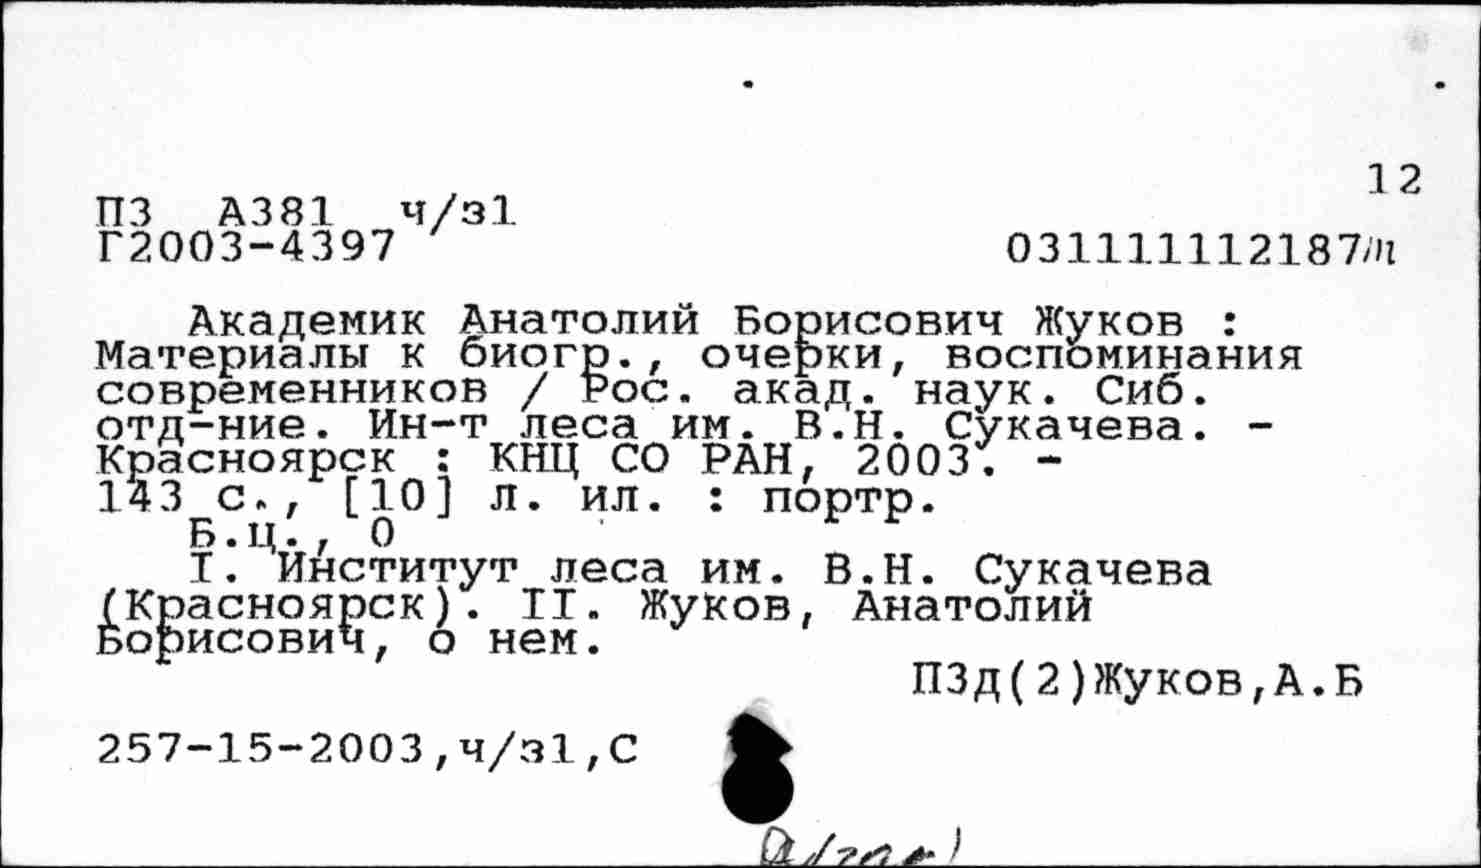 12
П3 А381 ч/з1
Г2003-4397 031111112187т
Академик Анатолий Борисович Жуков :
Материалы к биогр., очерки, воспоминания
современников / Рос. акад. наук. Сиб.
отд-ние. Ин-т леса им. В.Н. Сукачева. -
Красноярск : КНЦ СО РАН, 2003. -
143 с., [10] л. ил. : портр.
Б.ц., 0
I. Институт леса им. В.Н. Сукачева
(Красноярск). II. Жуков, Анатолий
Борисович, о нем.
П3д(2)Жуков,А.Б
257-15-2003,ч/з1,С